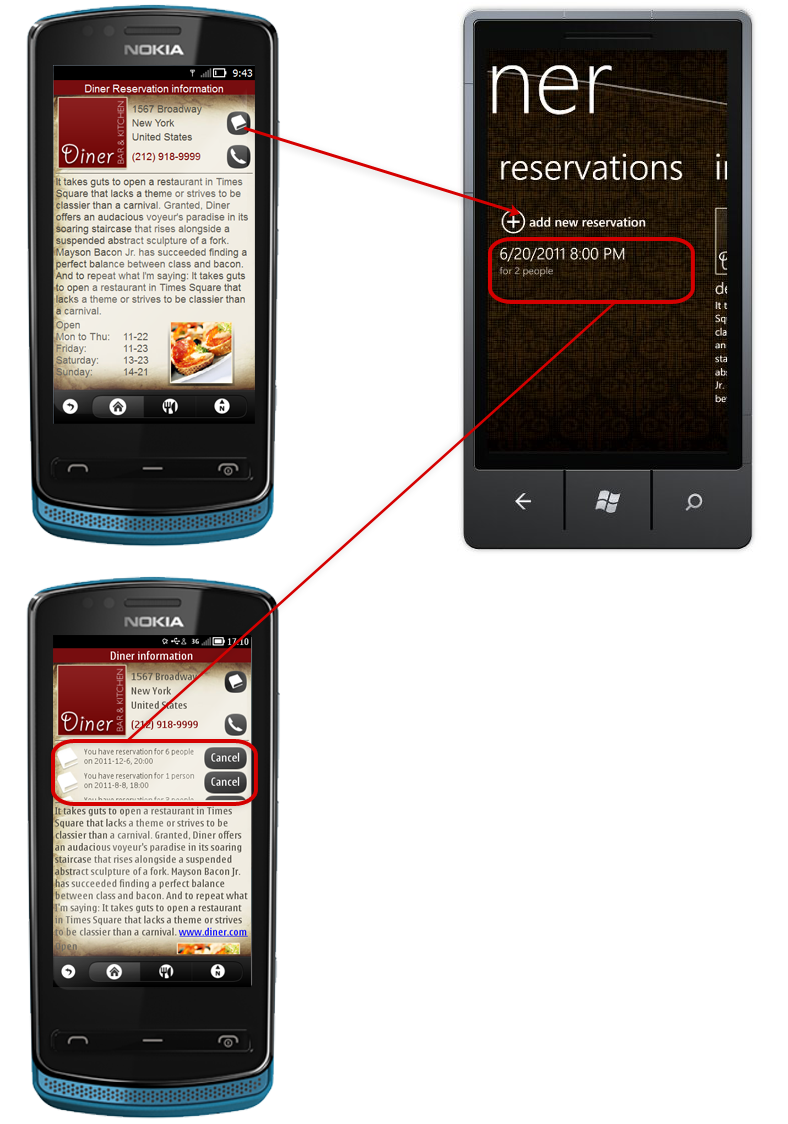 NOKIA
9:43
Diner Reservation information
1567 Broadway
New York
United States
(212) 918-9999
Diner
BAR & KITCHEN
It takes guts to open a restaurant in Times
Square that lacks a theme or strives to be
classier than a carnival. Granted, Diner
offers an audacious voyeur's paradise in its
soaring staircase that rises alongside a
suspended abstract sculpture of a fork.
Mayson Bacon Jr. has succeeded finding a
perfect balance between class and bacon.
And to repeat what I'm saying: It takes guts
to open a restaurant in Times Square that
lacks a theme or strives to be classier than
a carnival.
Open
Mon to Thu: 11-22
Friday: 11-23
Saturday: 13-23
Sunday: 14-21
N
ner
reservations
add new reservation
6/20/2011 8:00 PM
for 2 people
in
de
It t
Sq
cla
an
sta
abs
Jr.
be
NOKIA
3G 17:10
Diner information
1567 Broadway
New York
United States
(212) 918-9999
Diner
BAR & KITCHEN
You have reservation for 6 people
on 2011-12-6, 20:00
Cancel
You have reservation for 1 person
on 2011-8-8, 18:00
Cancel
You have reservation for 3 people
It takes guts to open a restaurant in Times
Square that lacks a theme or strives to be
classier than a carnival. Granted, Diner offers
an audacious voyeur's paradise in its soaring
staircase that rises alongside a suspended
abstract sculpture of a fork. Mayson Bacon Jr.
has succeeded finding a perfect balance
between class and bacon. And to repeat what
I'm saying: It takes guts to open a restaurant
in Times Square that lacks a theme or strives
to be classier than a carnival. www.diner.com
Open
N